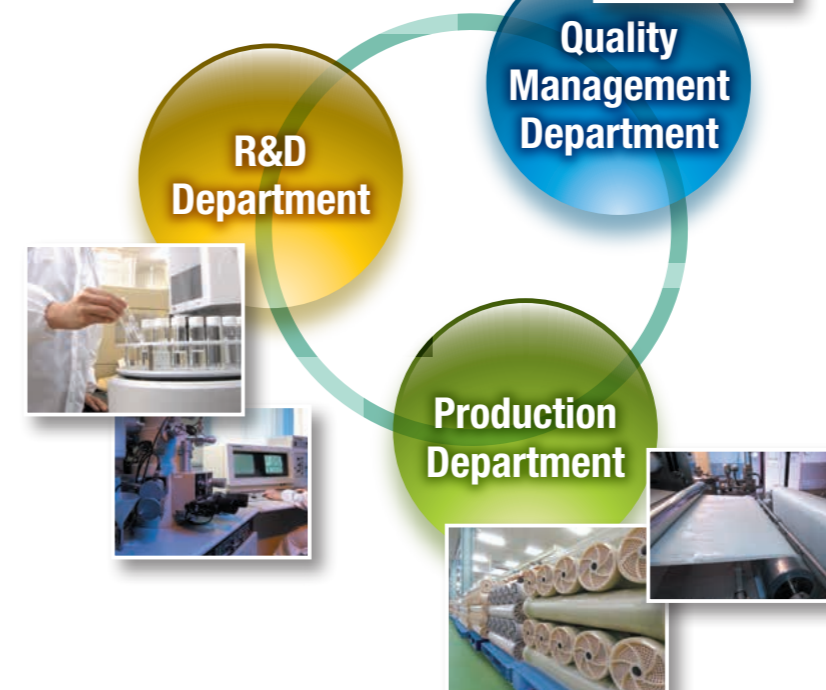 Quality
Management
Department
R&D
Department
Production
Department